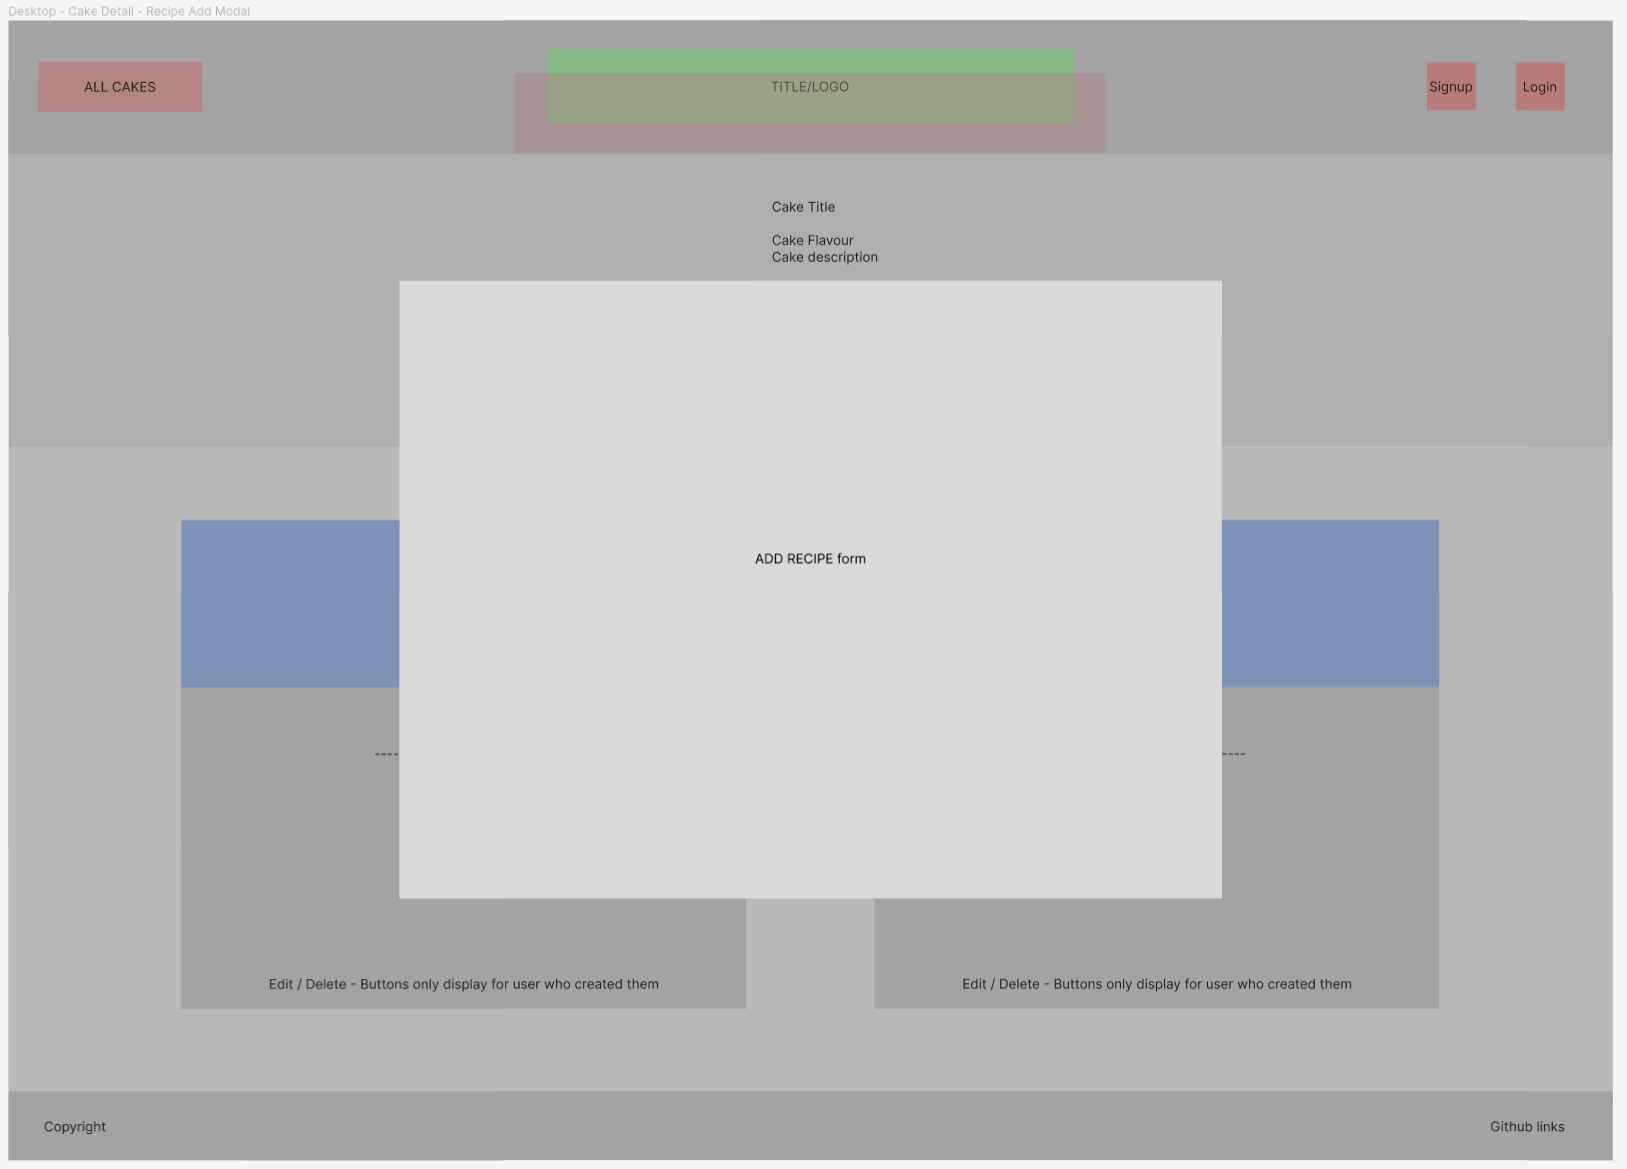 Desktop - Cake Detail - Recipe Add Modal
ALL CAKES
TITLE/LOGO
Signup
Login
Cake Title
Cake Flavour
Cake description
ADD RECIPE form
----
----
Edit / Delete - Buttons only display for user who created them
Edit / Delete - Buttons only display for user who created them
Copyright
Github links